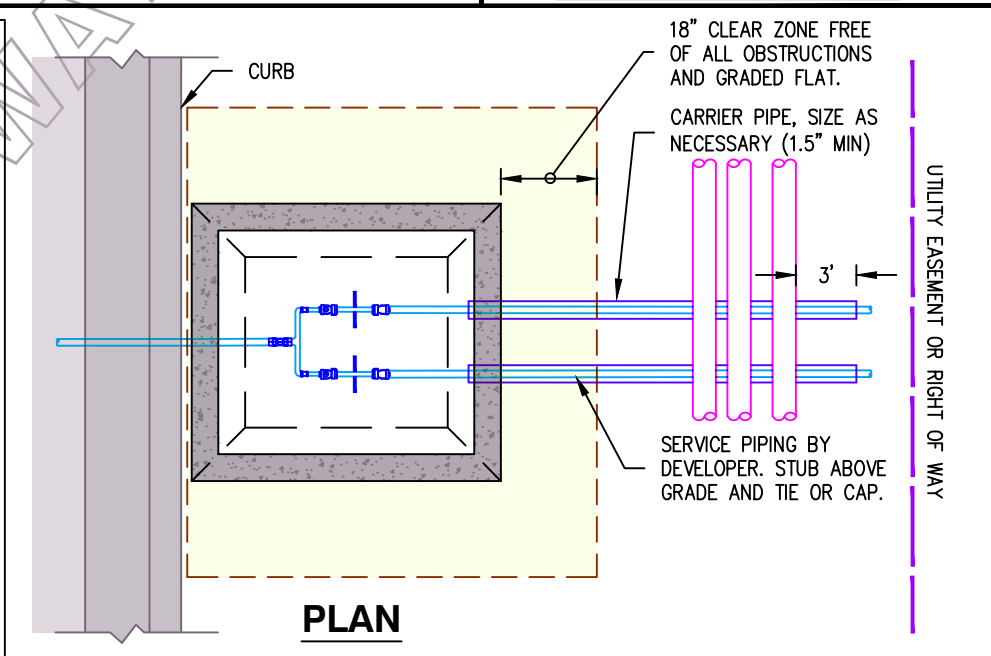 18" CLEAR ZONE FREE
OF ALL OBSTRUCTIONS
AND GRADED FLAT.
CURB
CARRIER PIPE, SIZE AS
NECESSARY (1.5" MIN)
UTILITY EASEMENT OR RIGHT OF WAY
3'
SERVICE PIPING BY
DEVELOPER. STUB ABOVE
GRADE AND TIE OR CAP.
PLAN